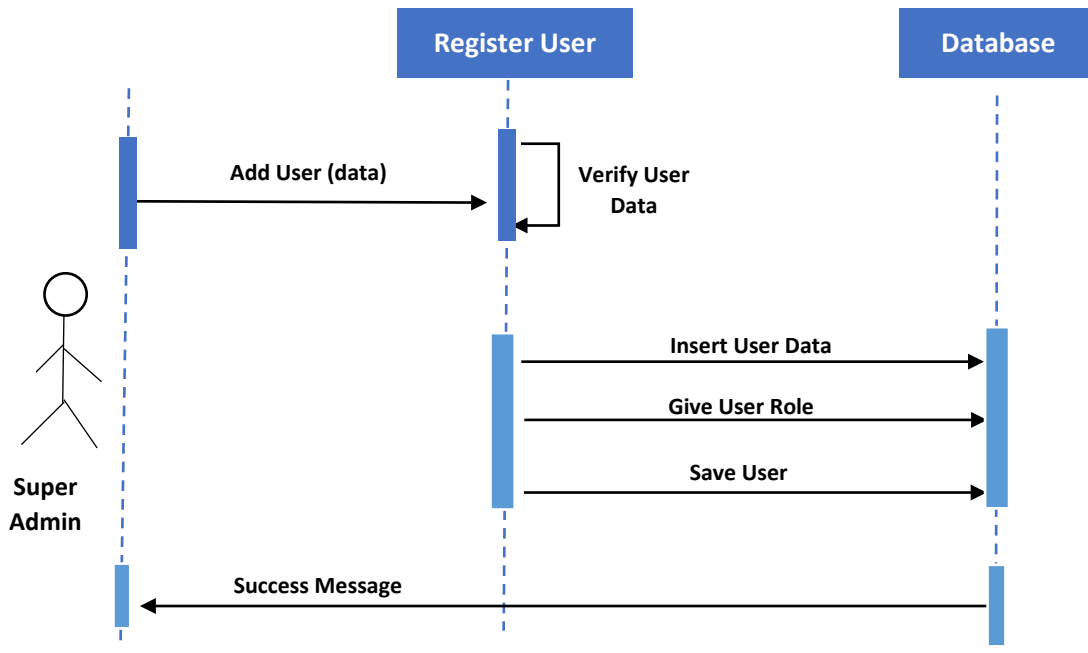 Register User
Database
Add User (data)
Verify User
Data
Insert User Data
Give User Role
Save User
Super
Admin
Success Message